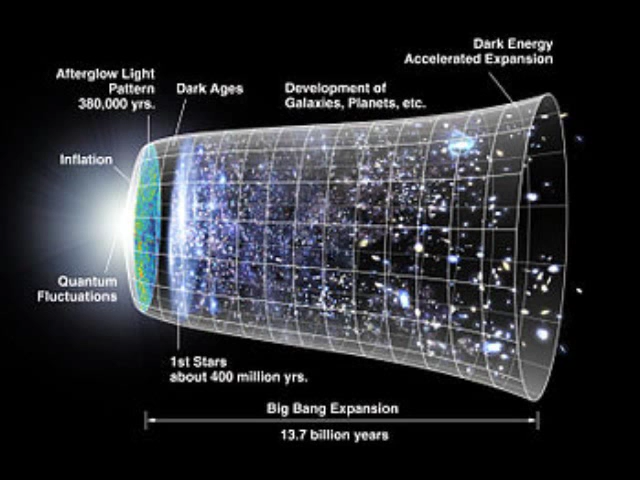 Dark Energy
Accelerated Expansion
Afterglow Light
Pattern
380,000 yrs.
Dark Ages
Development of
Galaxies, Planets, etc.
Inflation
Quantum
Fluctuations
1st Stars
about 400 million yrs.
Big Bang Expansion
13.7 billion years